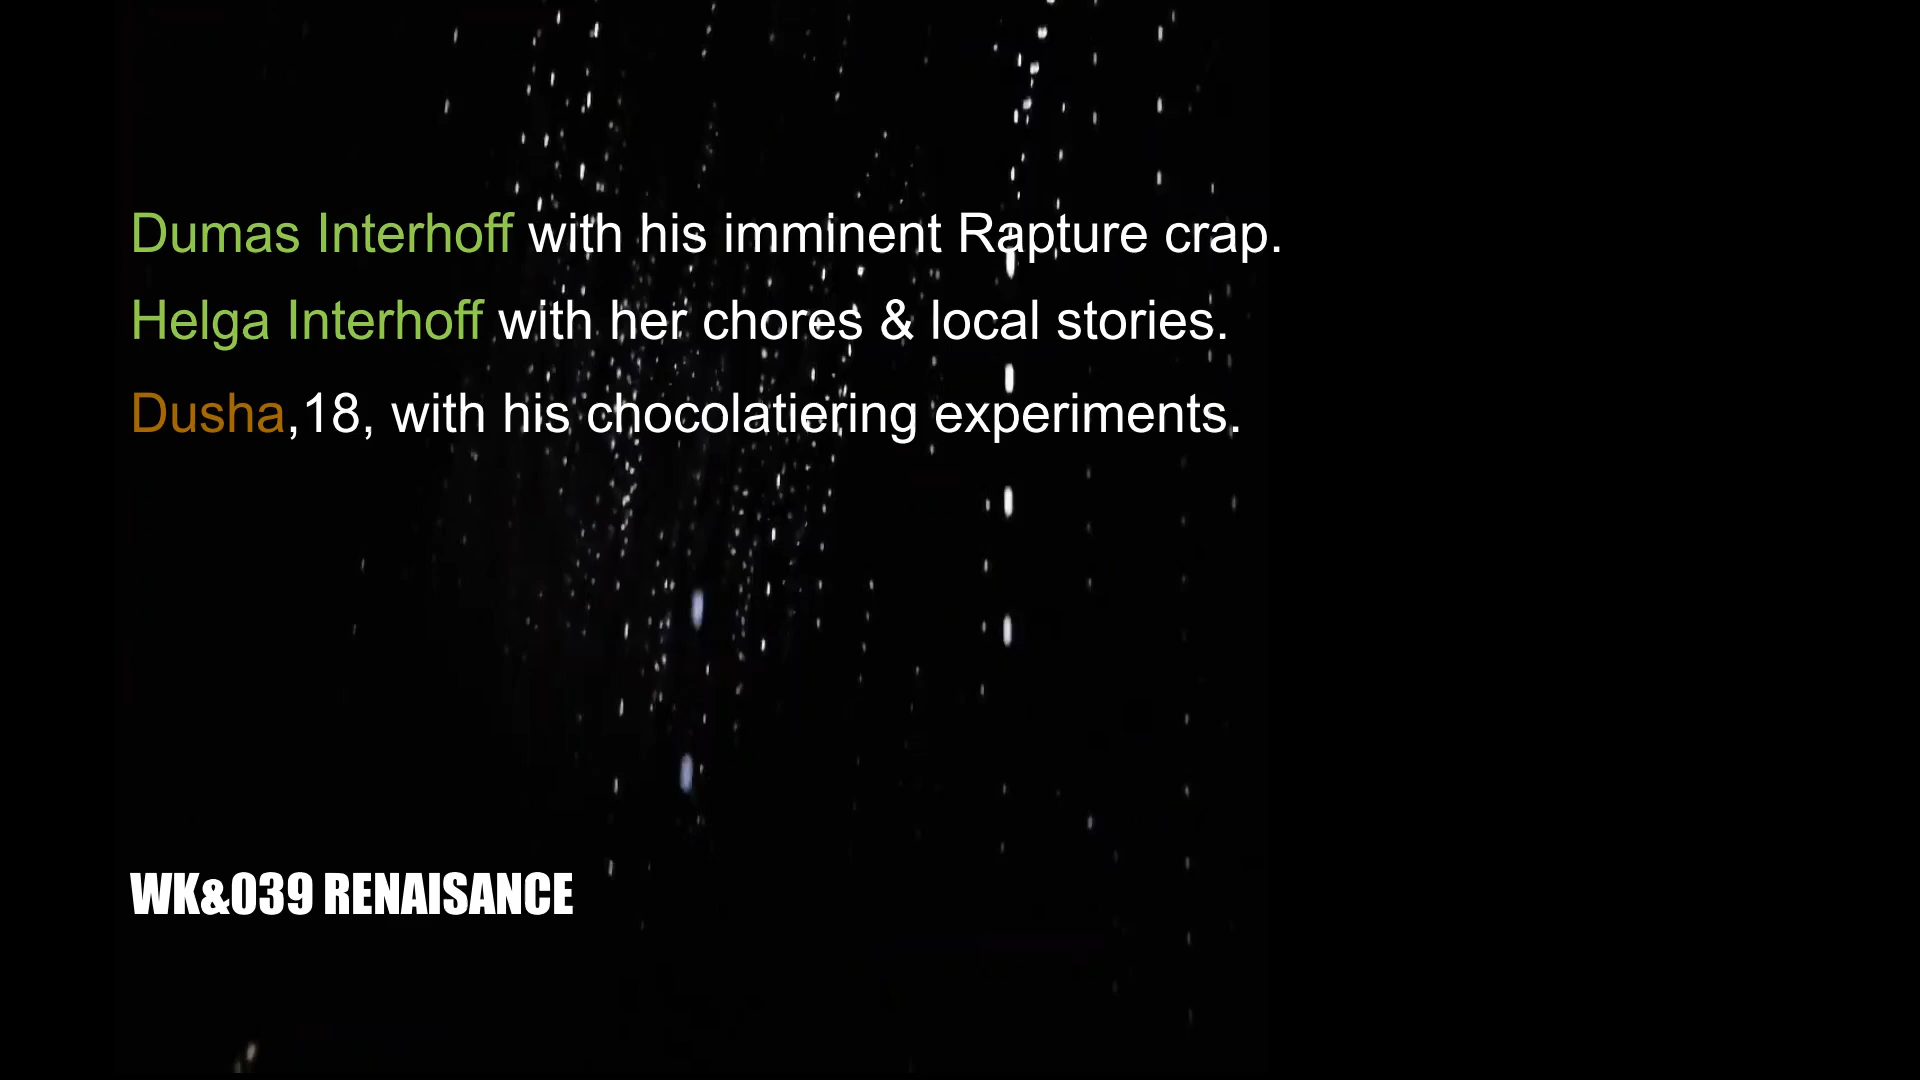 Dumas Interhoff with his imminent Rapture crap.
Helga Interhoff with her chores & local stories.
Dusha,18, with his chocolatiering experiments.
WK&039 RENAISANCE